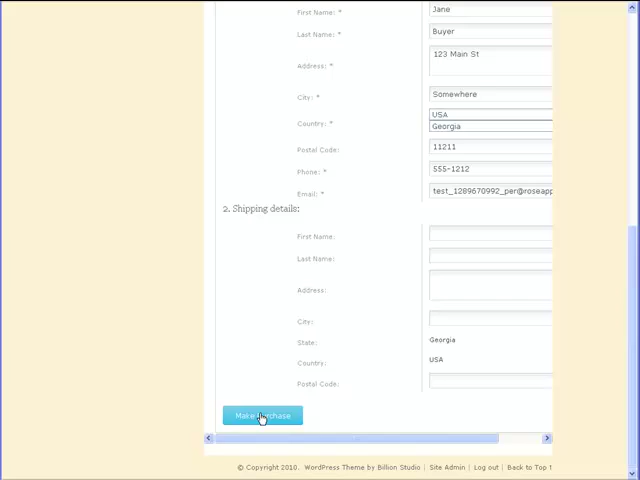 First Name: * Jane
Last Name: * Buyer
Address: * 123 Main St
City: * Somewhere
Country: * USA
Georgia
Postal Code: 11211
Phone: * 555-1212
Email: * test_1289670992_per@roseapp
2. Shipping details:
First Name:
Last Name:
Address:
City:
State: Georgia
Country: USA
Postal Code:
Make Purchase
© Copyright 2010. WordPress Theme by Billion Studio | Site Admin | Log out | Back to Top ↑